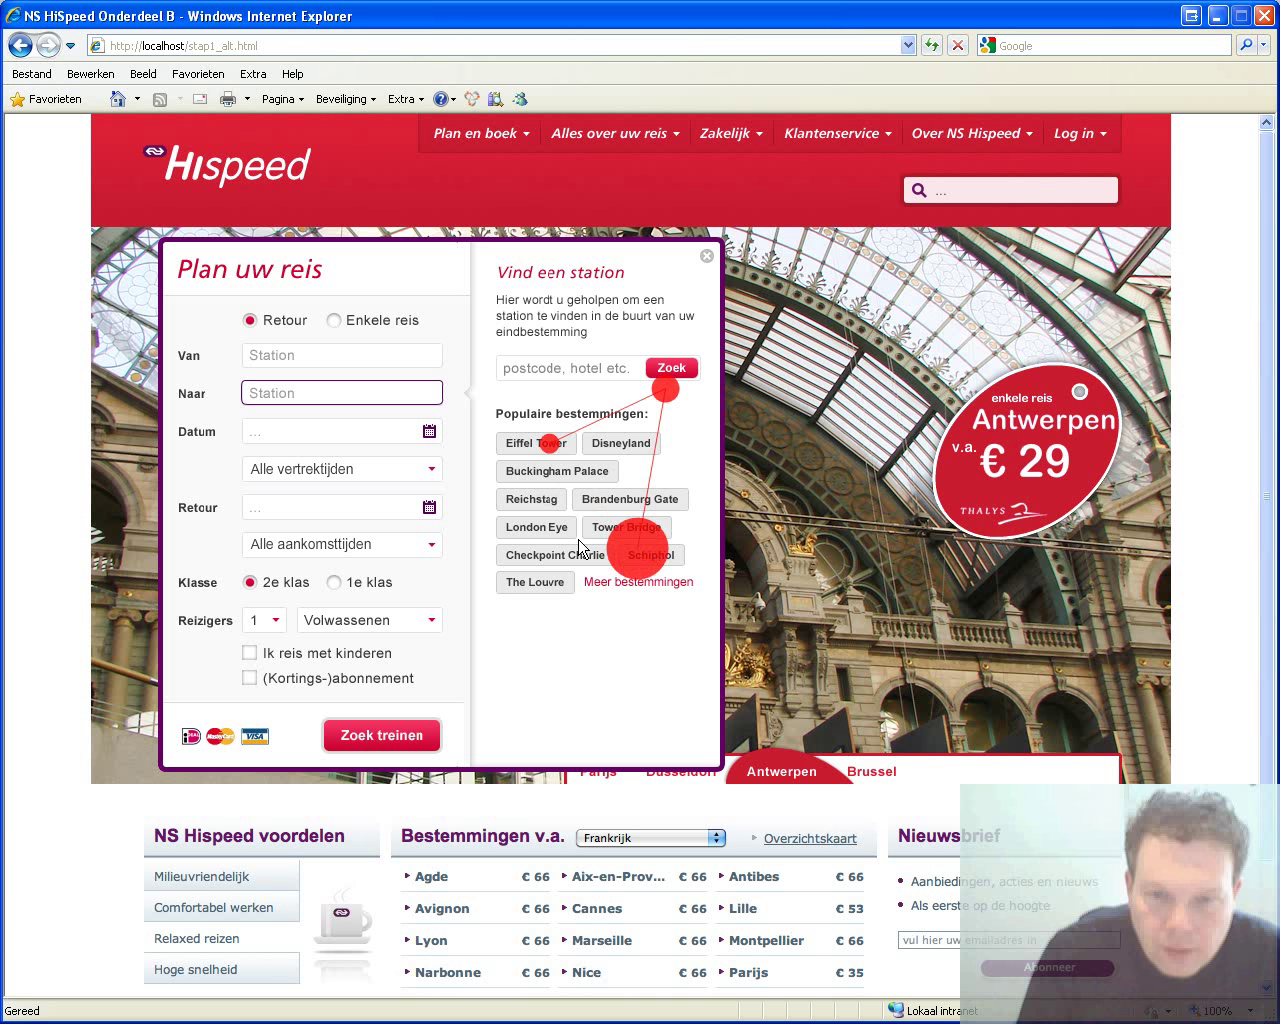 NS HiSpeed Onderdeel B - Windows Internet Explorer
http://localhost/stap1_alt.html
Google
Bestand Bewerken Beeld Favorieten Extra Help
Favorieten Pagina Beveiliging Extra
Plan en boek Alles over uw reis Zakelijk Klantenservice Over NS Hispeed Log in
HIspeed
...
Plan uw reis
Retour Enkele reis
Van Station
Naar Station
Datum ...
Alle vertrektijden
Retour ...
Alle aankomsttijden
Klasse 2e klas 1e klas
Reizigers 1 Volwassenen
Ik reis met kinderen
(Kortings-)abonnement
iDEAL MasterCard VISA
Zoek treinen
Vind een station
Hier wordt u geholpen om een
station te vinden in de buurt van uw
eindbestemming
postcode, hotel etc. Zoek
Populaire bestemmingen:
Eiffel Tower Disneyland
Buckingham Palace
Reichstag Brandenburg Gate
London Eye Tower Bridge
Checkpoint Charlie Schiphol
The Louvre Meer bestemmingen
enkele reis
Antwerpen
v.a. € 29
THALYS
Parijs Dusseldorf Antwerpen Brussel
NS Hispeed voordelen
Milieuvriendelijk
Comfortabel werken
Relaxed reizen
Hoge snelheid
Bestemmingen v.a. Frankrijk Overzichtskaart
Agde € 66 Aix-en-Prov... € 66 Antibes € 66
Avignon € 66 Cannes € 66 Lille € 53
Lyon € 66 Marseille € 66 Montpellier € 66
Narbonne € 66 Nice € 66 Parijs € 35
Nieuwsbrief
Aanbiedingen, acties en nieuws
Als eerste op de hoogte
vul hier uw emailadres in
Abonneer
Gereed Lokaal intranet 100%